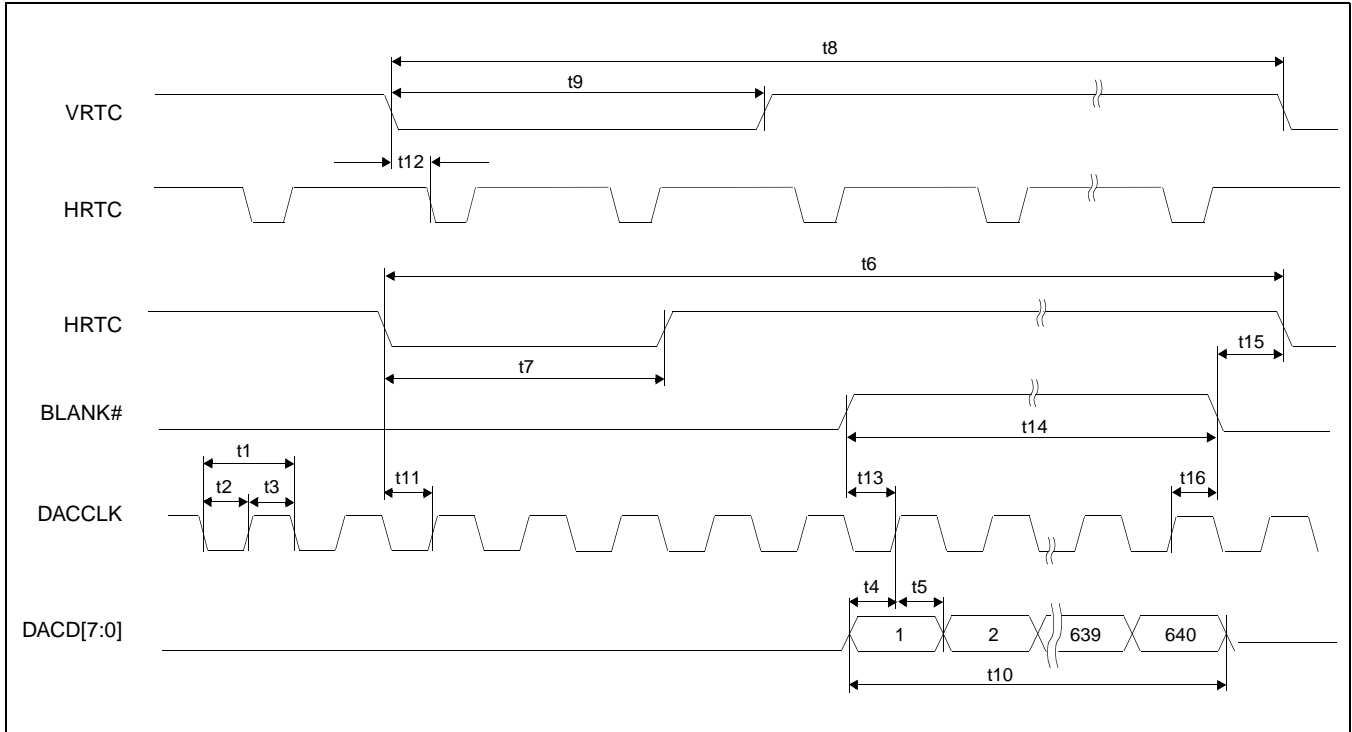 t8
t9
VRTC
t12
HRTC
t6
HRTC
t15
t7
BLANK#
t14
t1
t11
t13
t16
t2 t3
DACCLK
t4 t5
DACD[7:0]
1 2 639 640
t10